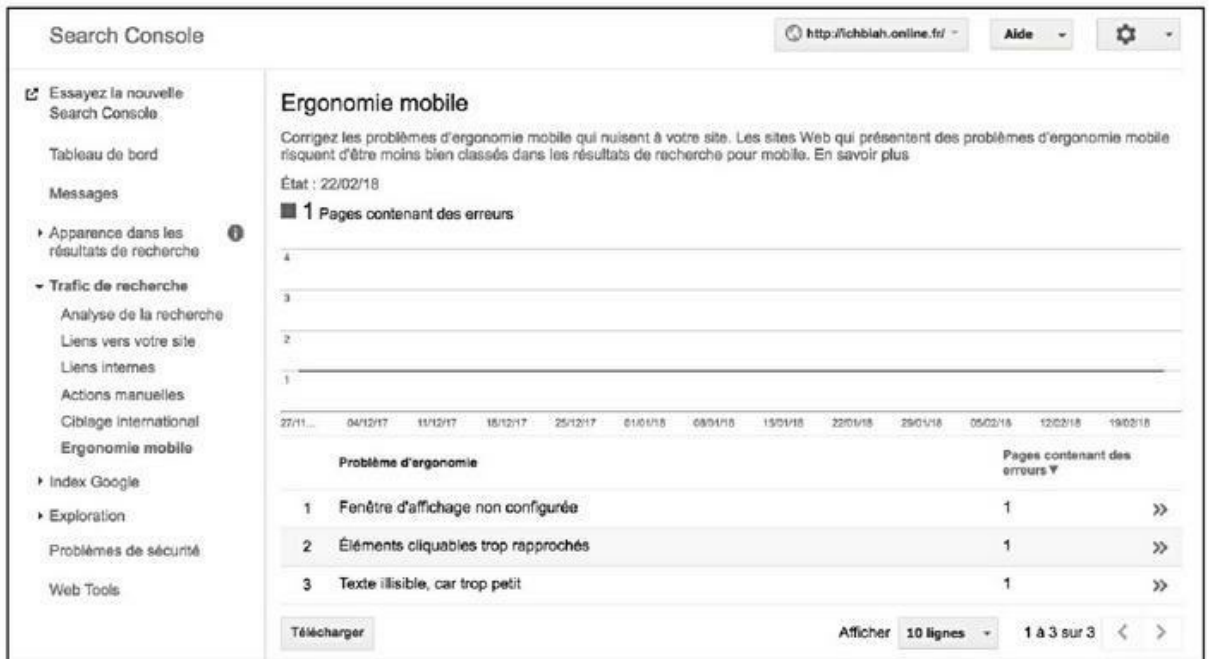 Search Console
http://ichbiah.online.fr/
Aide
Essayez la nouvelle
Search Console
Tableau de bord
Messages
Apparence dans les
résultats de recherche
Trafic de recherche
Analyse de la recherche
Liens vers votre site
Liens internes
Actions manuelles
Ciblage international
Ergonomie mobile
Index Google
Exploration
Problèmes de sécurité
Web Tools
Ergonomie mobile
Corrigez les problèmes d'ergonomie mobile qui nuisent à votre site. Les sites Web qui présentent des problèmes d'ergonomie mobile
risquent d'être moins bien classés dans les résultats de recherche pour mobile. En savoir plus
État : 22/02/18
1 Pages contenant des erreurs
4
3
2
1
27/11... 04/12/17 11/12/17 18/12/17 25/12/17 01/01/18 08/01/18 15/01/18 22/01/18 29/01/18 05/02/18 12/02/18 19/02/18
Problème d'ergonomie Pages contenant des
erreurs ▼
1 Fenêtre d'affichage non configurée 1 »
2 Éléments cliquables trop rapprochés 1 »
3 Texte illisible, car trop petit 1 »
Télécharger Afficher 10 lignes 1 à 3 sur 3 < >